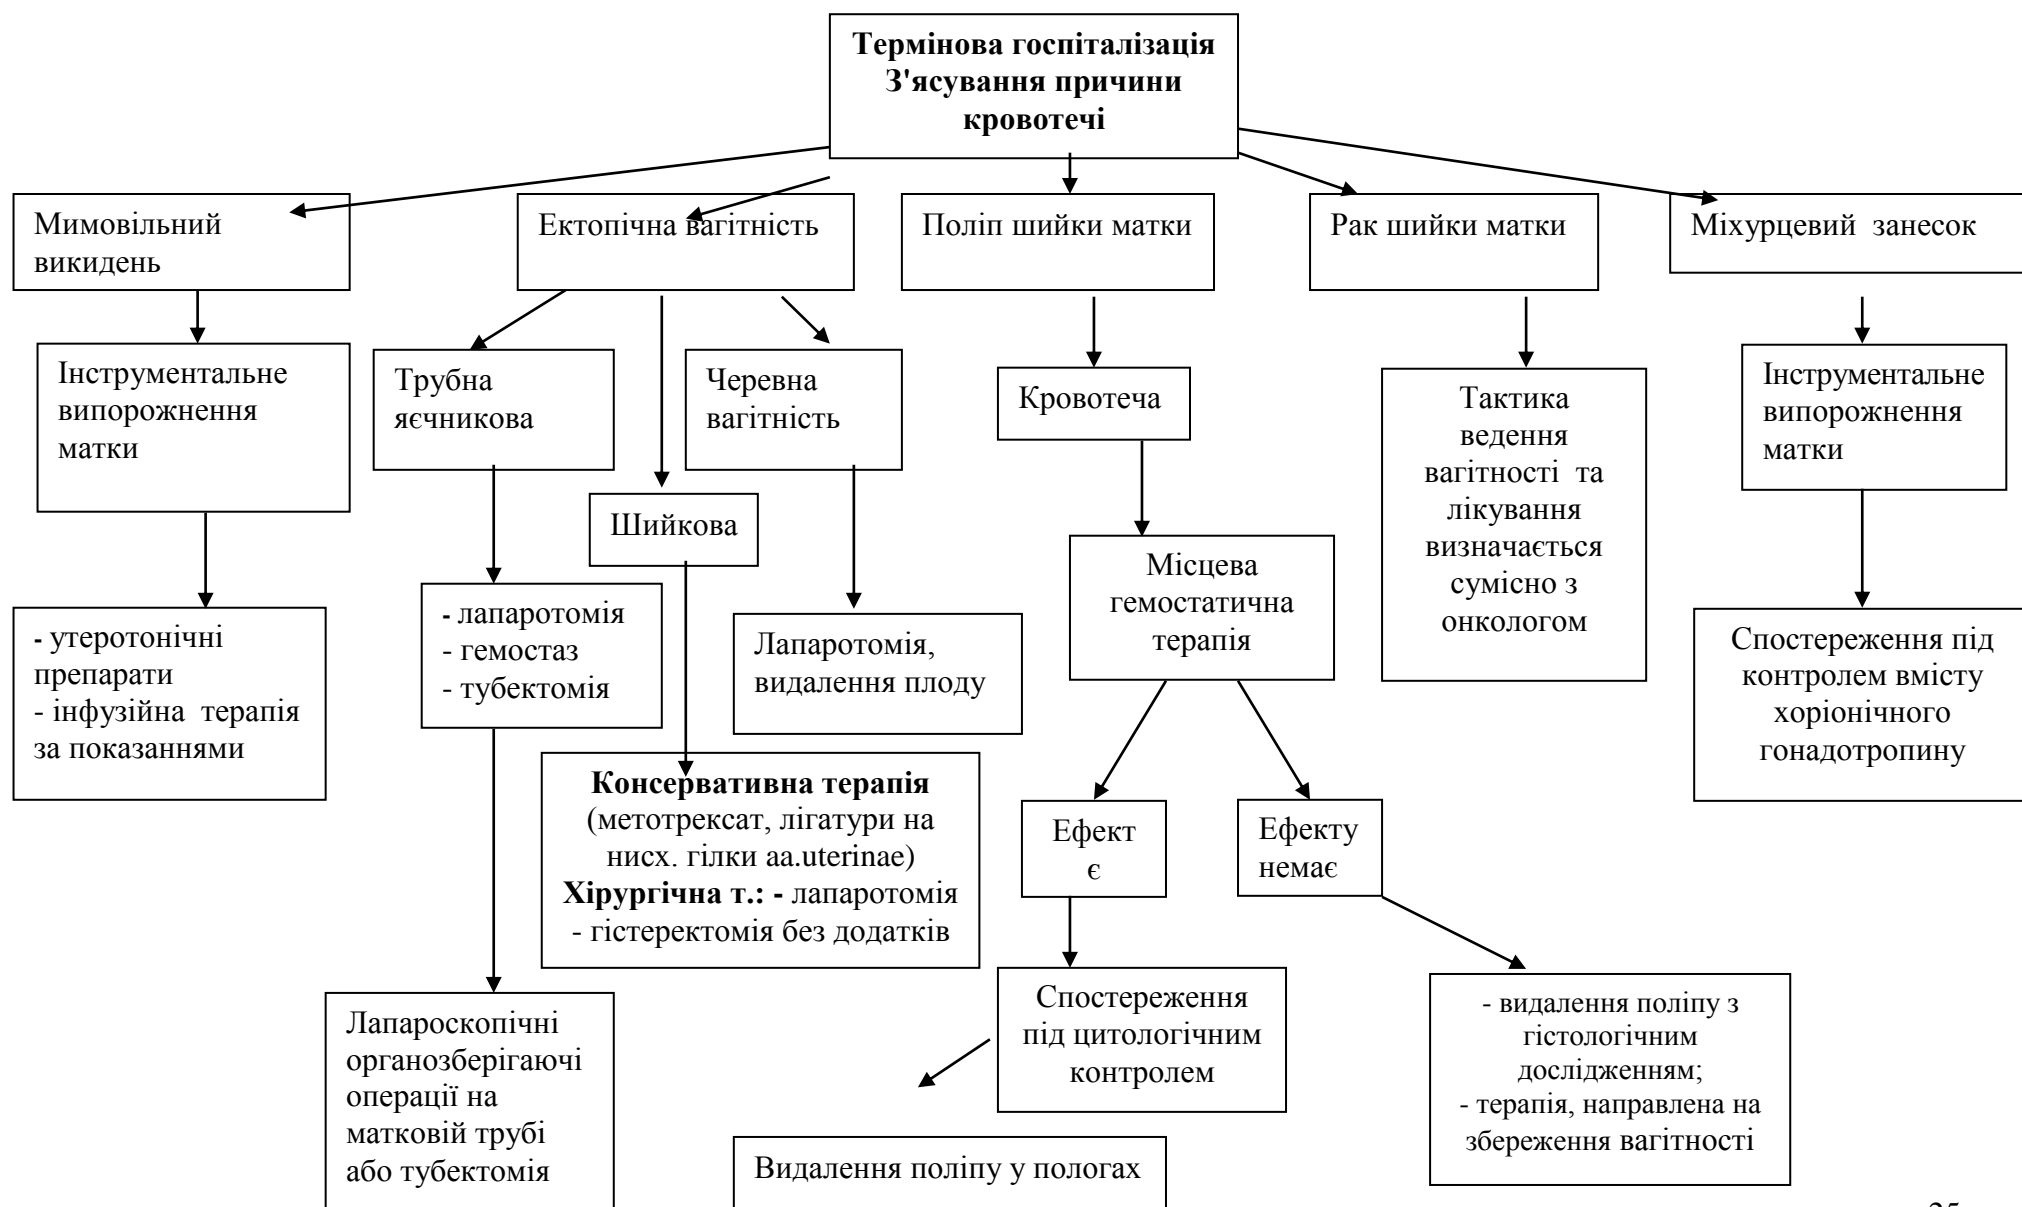 Термінова госпіталізація
З'ясування причини
кровотечі
Мимовільний
викидень
Ектопічна вагітність
Поліп шийки матки
Рак шийки матки
Міхурцевий занесок
Інструментальне
випорожнення
матки
Трубна
яєчникова
Черевна
вагітність
Кровотеча
Тактика
ведення
вагітності та
лікування
визначається
сумісно з
онкологом
Інструментальне
випорожнення
матки
Шийкова
Місцева
гемостатична
терапія
- утеротонічні
препарати
- інфузійна терапія
за показаннями
- лапаротомія
- гемостаз
- тубектомія
Лапаротомія,
видалення плоду
Спостереження під
контролем вмісту
хоріонічного
гонадотропину
Консервативна терапія
(метотрексат, лігатури на
нисх. гілки aa.uterinae)
Хірургічна т.: - лапаротомія
- гістеректомія без додатків
Ефект
є
Ефекту
немає
Лапароскопічні
органозберігаючі
операції на
матковій трубі
або тубектомія
Спостереження
під цитологічним
контролем
- видалення поліпу з
гістологічним
дослідженням;
- терапія, направлена на
збереження вагітності
Видалення поліпу у пологах